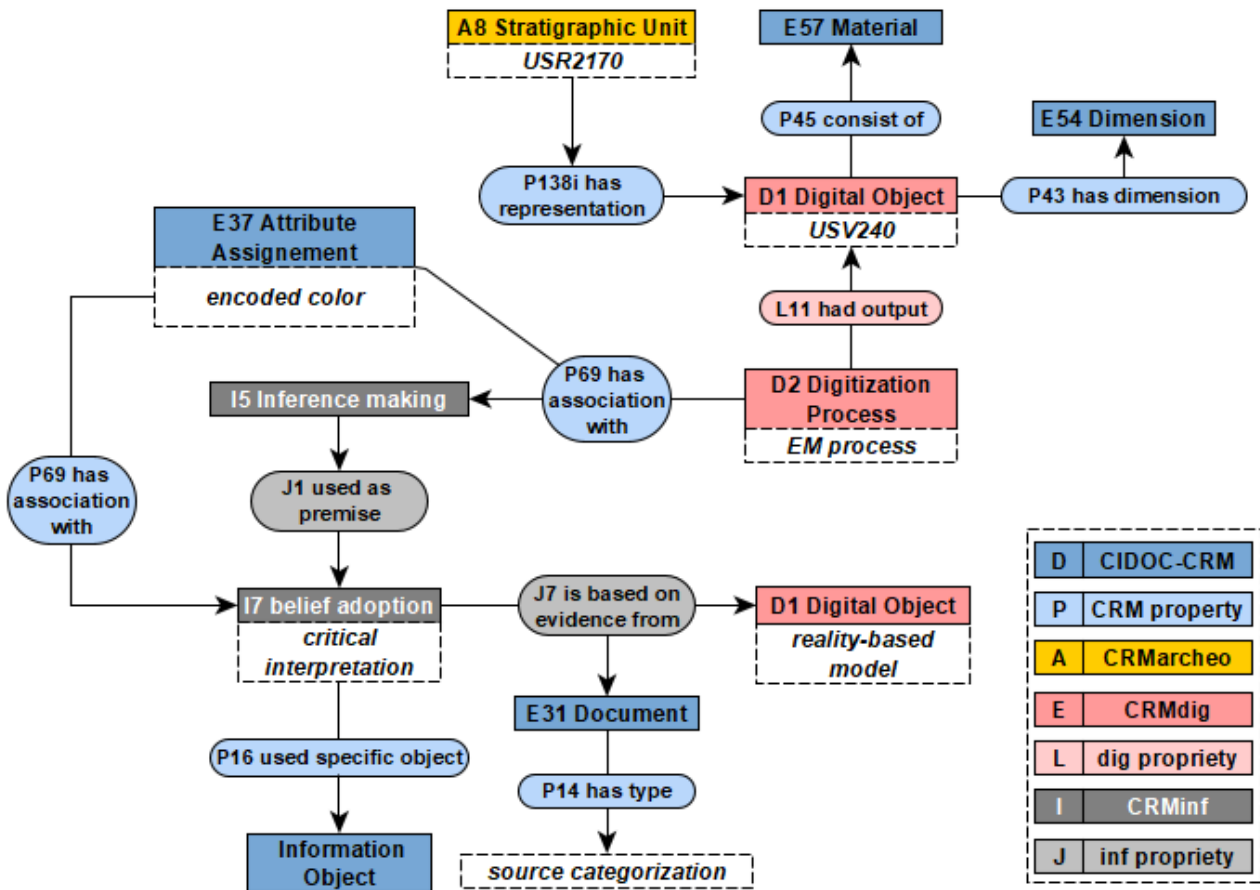 A8 Stratigraphic Unit
USR2170
E57 Material
P45 consist of
E54 Dimension
P138i has
representation
D1 Digital Object
USV240
P43 has dimension
E37 Attribute
Assignement
encoded color
L11 had output
I5 Inference making
P69 has
association
with
D2 Digitization
Process
EM process
P69 has
association
with
J1 used as
premise
I7 belief adoption
critical
interpretation
J7 is based on
evidence from
D1 Digital Object
reality-based
model
E31 Document
P16 used specific object
P14 has type
Information
Object
source categorization
D CIDOC-CRM
P CRM property
A CRMarcheo
E CRMdig
L dig propriety
I CRMinf
J inf propriety